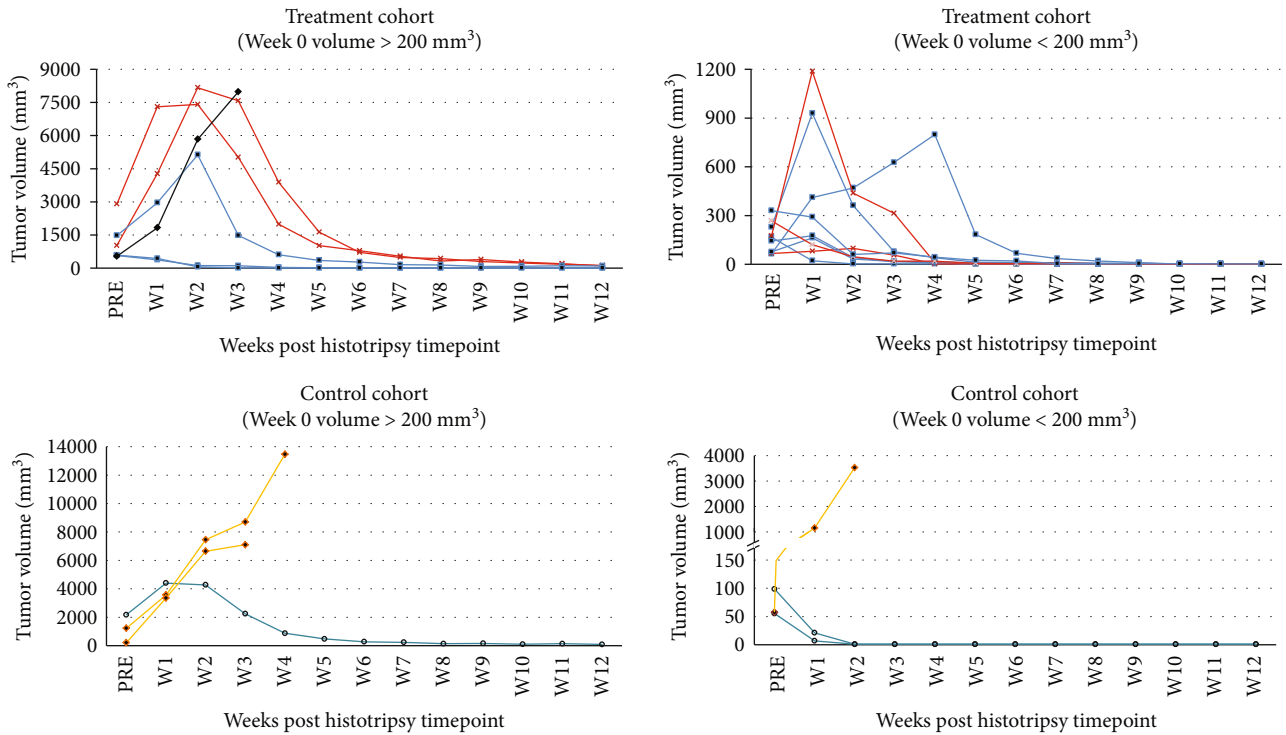 Treatment cohort
(Week 0 volume > 200 mm³)
Tumor volume (mm³)
9000
7500
6000
4500
3000
1500
0
PRE
W1
W2
W3
W4
W5
W6
W7
W8
W9
W10
W11
W12
Weeks post histotripsy timepoint
Treatment cohort
(Week 0 volume < 200 mm³)
Tumor volume (mm³)
1200
900
600
300
0
PRE
W1
W2
W3
W4
W5
W6
W7
W8
W9
W10
W11
W12
Weeks post histotripsy timepoint
Control cohort
(Week 0 volume > 200 mm³)
Tumor volume (mm³)
14000
12000
10000
8000
6000
4000
2000
0
PRE
W1
W2
W3
W4
W5
W6
W7
W8
W9
W10
W11
W12
Weeks post histotripsy timepoint
Control cohort
(Week 0 volume < 200 mm³)
Tumor volume (mm³)
4000
3000
2000
1000
150
100
50
0
PRE
W1
W2
W3
W4
W5
W6
W7
W8
W9
W10
W11
W12
Weeks post histotripsy timepoint